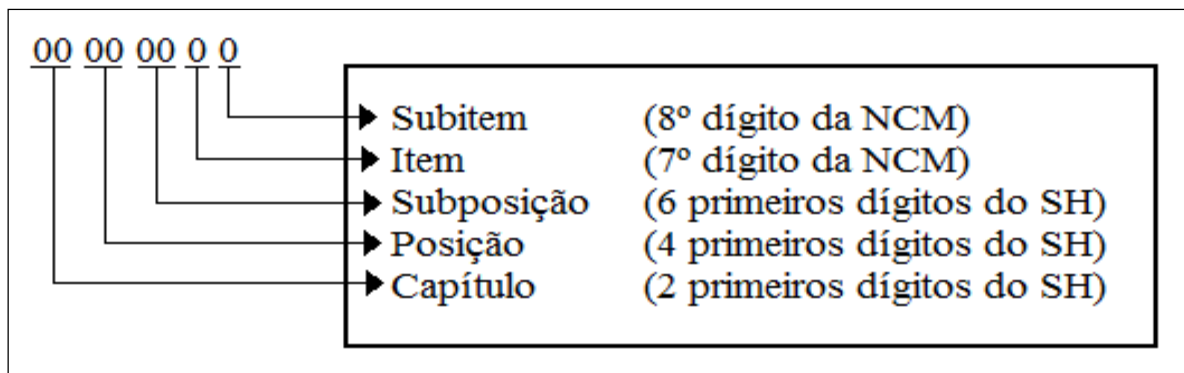 00 00 00 0 0
Subitem (8º dígito da NCM)
Item (7º dígito da NCM)
Subposição (6 primeiros dígitos do SH)
Posição (4 primeiros dígitos do SH)
Capítulo (2 primeiros dígitos do SH)